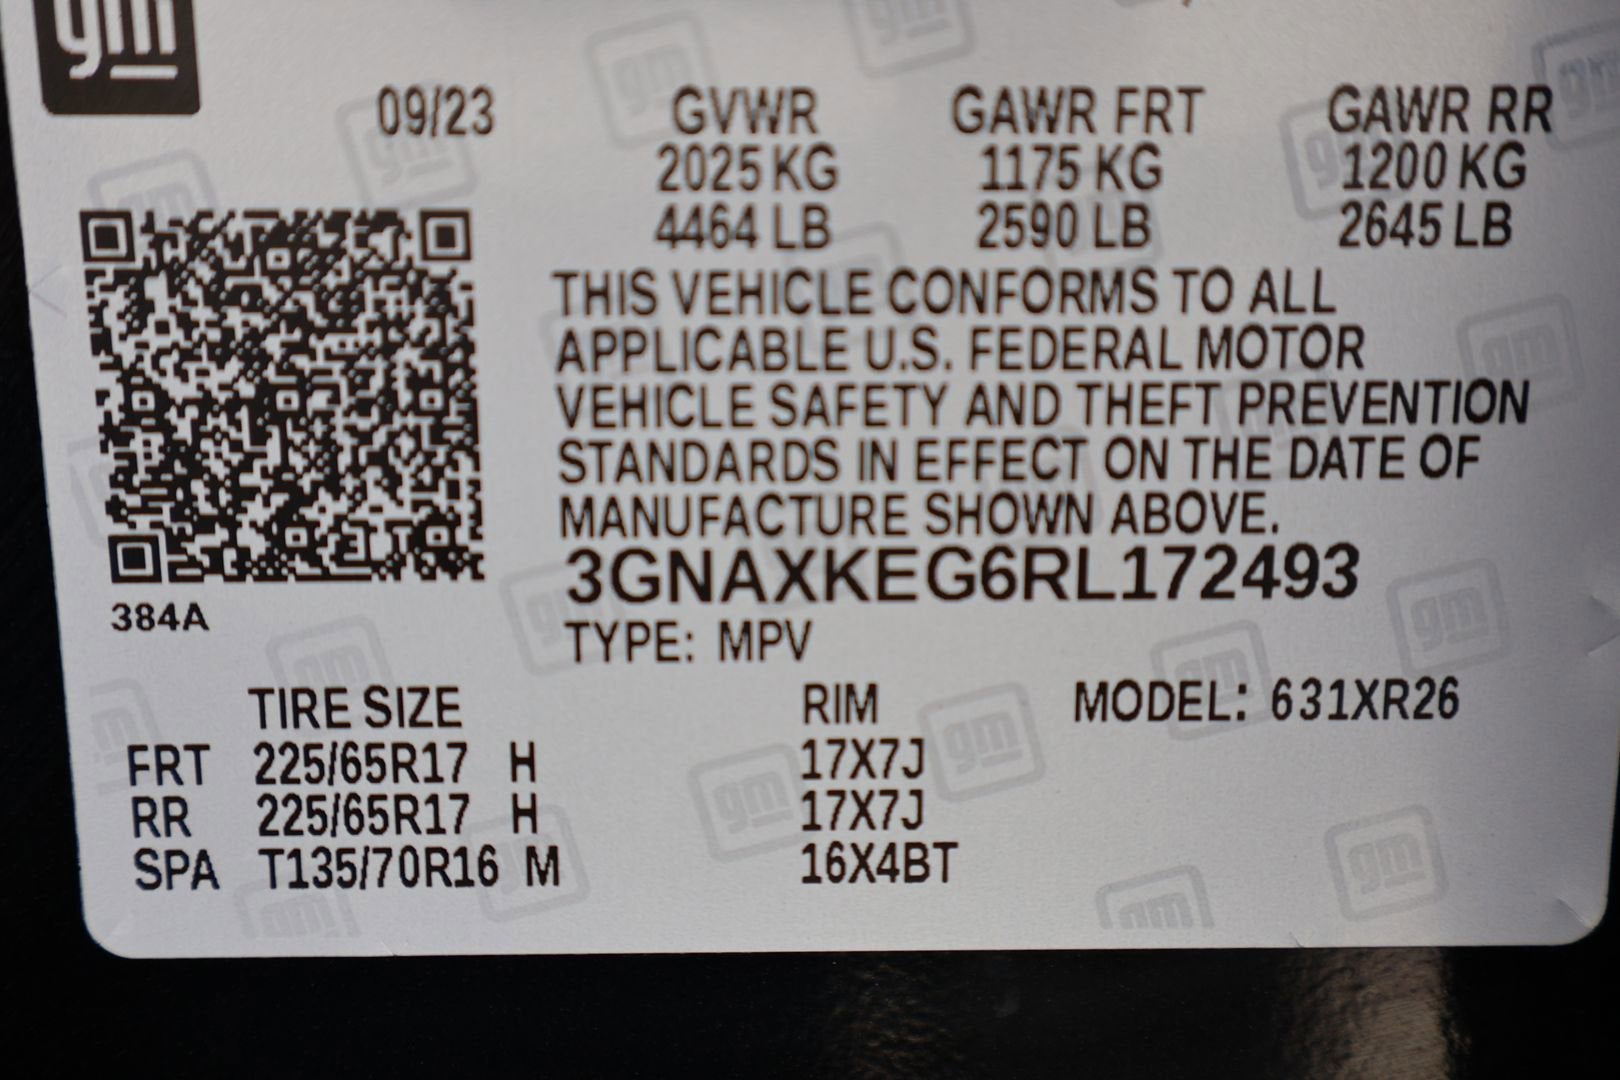 gm
09/23 GVWR GAWR FRT GAWR RR
2025 KG 1175 KG 1200 KG
4464 LB 2590 LB 2645 LB
THIS VEHICLE CONFORMS TO ALL
APPLICABLE U.S. FEDERAL MOTOR
VEHICLE SAFETY AND THEFT PREVENTION
STANDARDS IN EFFECT ON THE DATE OF
MANUFACTURE SHOWN ABOVE.
3GNAXKEG6RL172493
384A
TYPE: MPV
TIRE SIZE RIM MODEL: 631XR26
FRT 225/65R17 H 17X7J
RR 225/65R17 H 17X7J
SPA T135/70R16 M 16X4BT